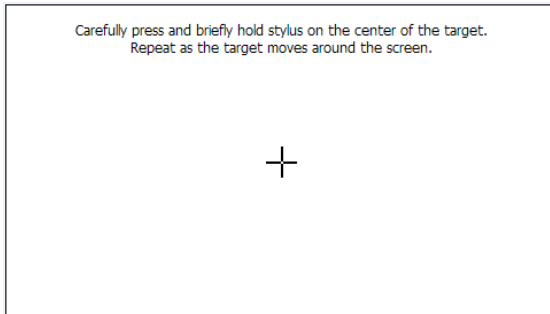 Carefully press and briefly hold stylus on the center of the target.
Repeat as the target moves around the screen.